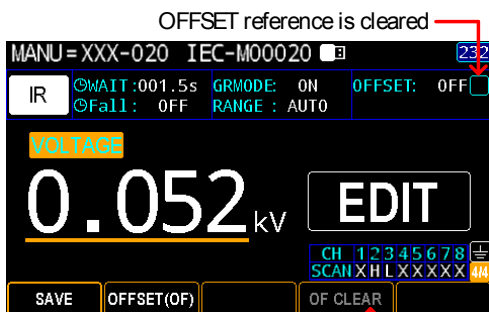 OFFSET reference is cleared
MANU=XXX-020 IEC-M00020 232
IR
WAIT:001.5s GRMODE: ON OFFSET: OFF
Fall: OFF RANGE : AUTO
VOLTAGE
0.052 kV
EDIT
CH 1 2 3 4 5 6 7 8
SCAN X H L X X X X X 4/4
SAVE OFFSET(OF) OF CLEAR